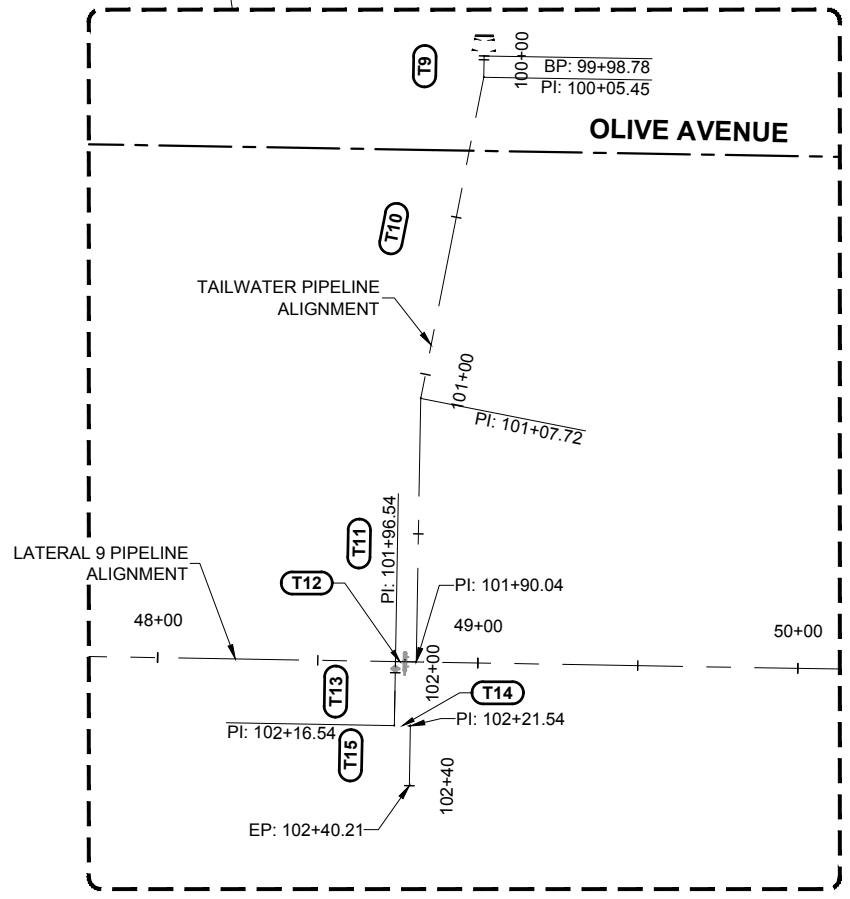 T9
100+00
BP: 99+98.78
PI: 100+05.45
OLIVE AVENUE
T10
TAILWATER PIPELINE
ALIGNMENT
101+00
PI: 101+07.72
T11
PI: 101+96.54
LATERAL 9 PIPELINE
ALIGNMENT
T12
PI: 101+90.04
48+00
49+00
50+00
102+00
T13
T14
PI: 102+16.54
PI: 102+21.54
T15
102+40
EP: 102+40.21